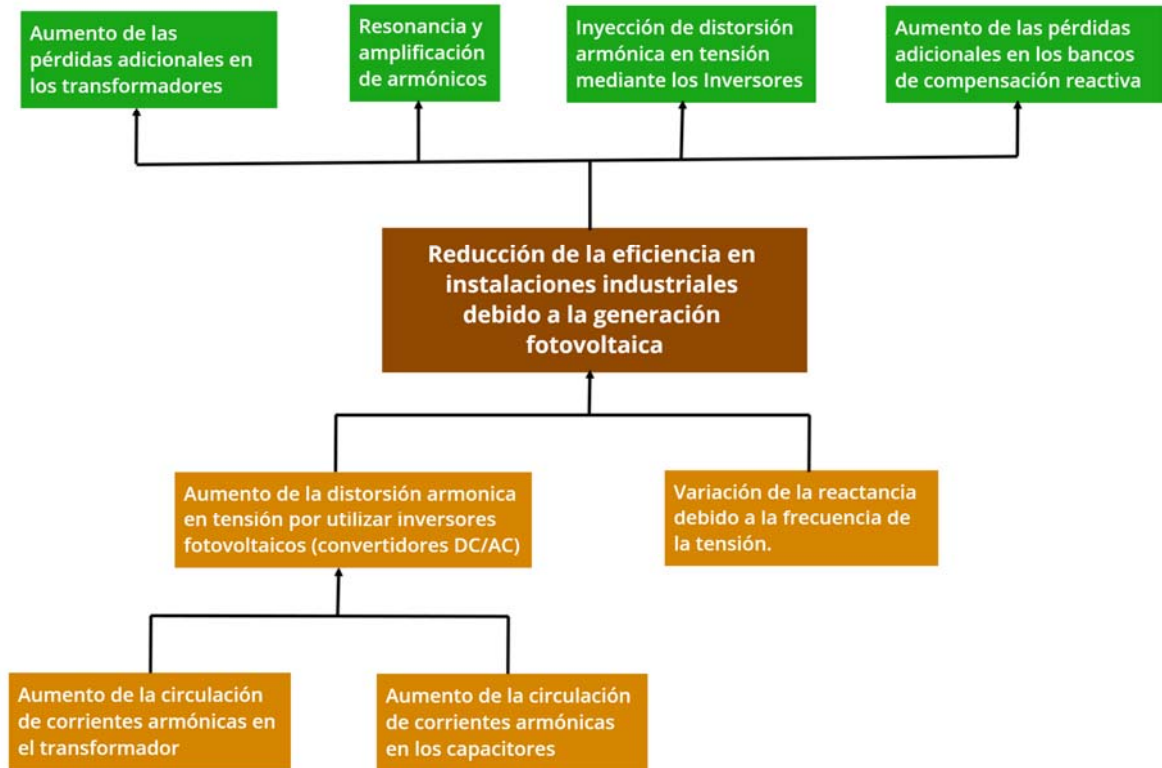 Aumento de las
pérdidas adicionales en
los transformadores
Resonancia y
amplificación
de armónicos
Inyección de distorsión
armónica en tensión
mediante los Inversores
Aumento de las pérdidas
adicionales en los bancos
de compensación reactiva
Reducción de la eficiencia en
instalaciones industriales
debido a la generación
fotovoltaica
Aumento de la distorsión armonica
en tensión por utilizar inversores
fotovoltaicos (convertidores DC/AC)
Variación de la reactancia
debido a la frecuencia de
la tensión.
Aumento de la circulación
de corrientes armónicas en
el transformador
Aumento de la circulación
de corrientes armónicas
en los capacitores